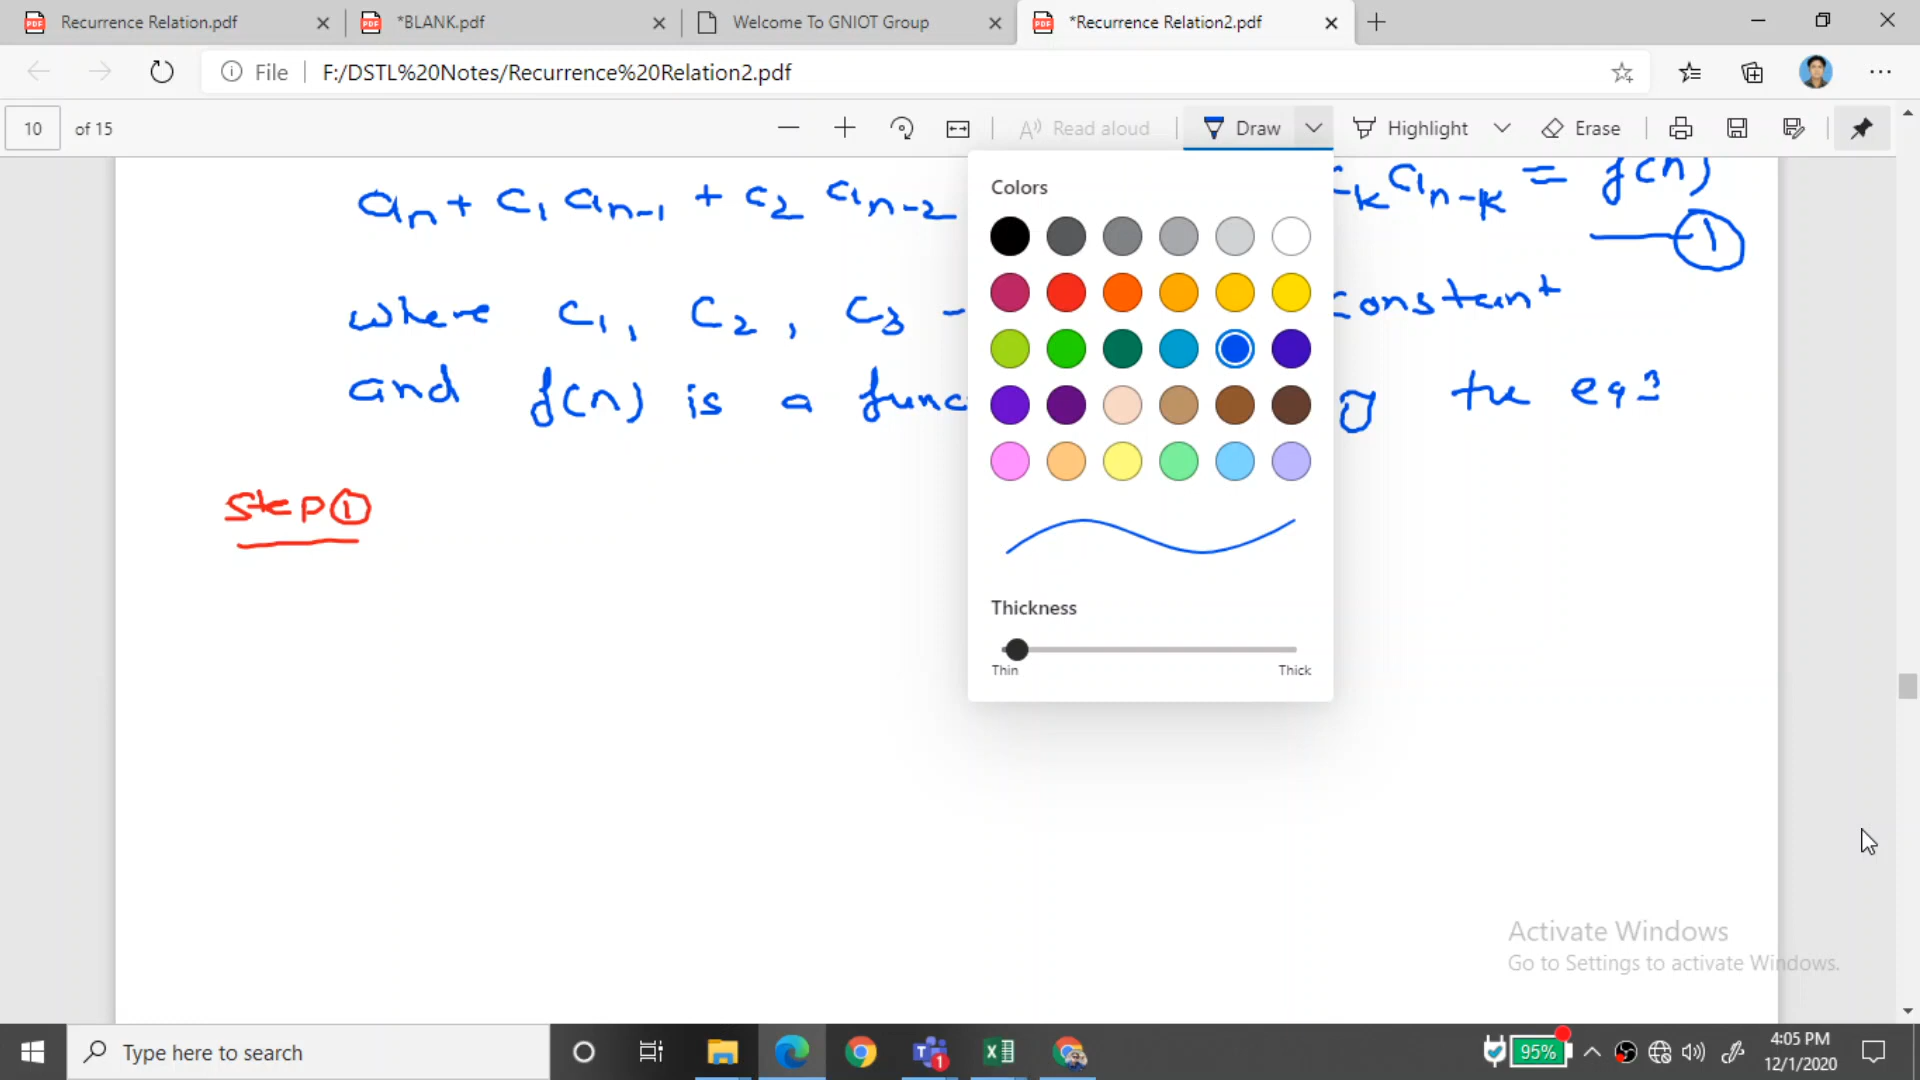 Recurrence Relation.pdf *BLANK.pdf Welcome To GNIOT Group *Recurrence Relation2.pdf
File F:/DSTL%20Notes/Recurrence%20Relation2.pdf
10 of 15 Read aloud Draw Highlight Erase
Colors
aₙ + c₁ aₙ₋₁ + c₂ aₙ₋₂ cₖ aₙ₋ₖ = f(n)
①
where c₁, c₂, c₃ - constant
and f(n) is a func the eqⁿ
step ①
Thickness
Thin Thick
Activate Windows
Go to Settings to activate Windows.
Type here to search 1 95% 4:05 PM
12/1/2020